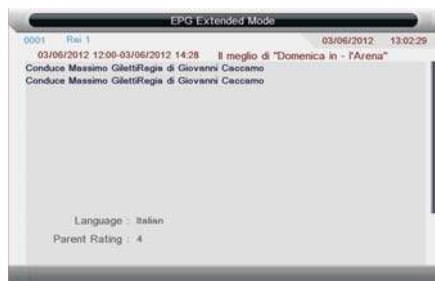 EPG Extended Mode
0001 Rai 1 03/06/2012 13:02:29
03/06/2012 12:00-03/06/2012 14:28 Il meglio di "Domenica in - l'Arena"
Conduce Massimo GilettiRegia di Giovanni Caccamo
Conduce Massimo GilettiRegia di Giovanni Caccamo
Language : Italian
Parent Rating : 4